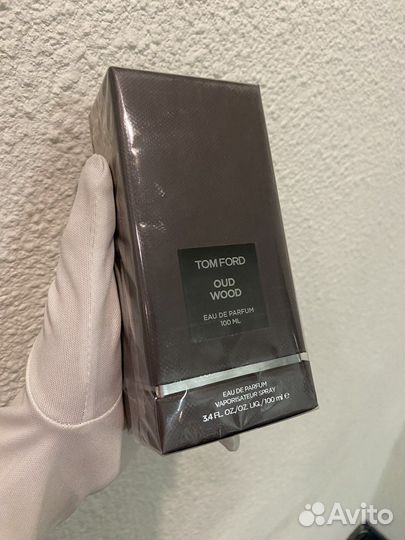 TOM FORD
OUD
WOOD
EAU DE PARFUM
100 ML
EAU DE PARFUM
VAPORISATEUR SPRAY
3.4 FL. OZ/OZ. LIQ./100 ml e
Avito